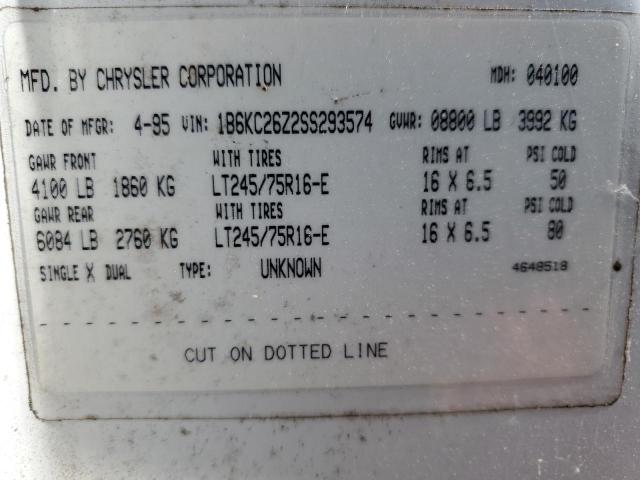 MFD. BY CHRYSLER CORPORATION MDH: 040100
DATE OF MFGR: 4-95 VIN: 1B6KC26Z2SS293574 GVWR: 08800 LB 3992 KG
GAWR FRONT WITH TIRES RIMS AT PSI COLD
4100 LB 1860 KG LT245/75R16-E 16 X 6.5 50
GAWR REAR WITH TIRES RIMS AT PSI COLD
6084 LB 2760 KG LT245/75R16-E 16 X 6.5 80
SINGLE X DUAL TYPE: UNKNOWN 4648518
CUT ON DOTTED LINE